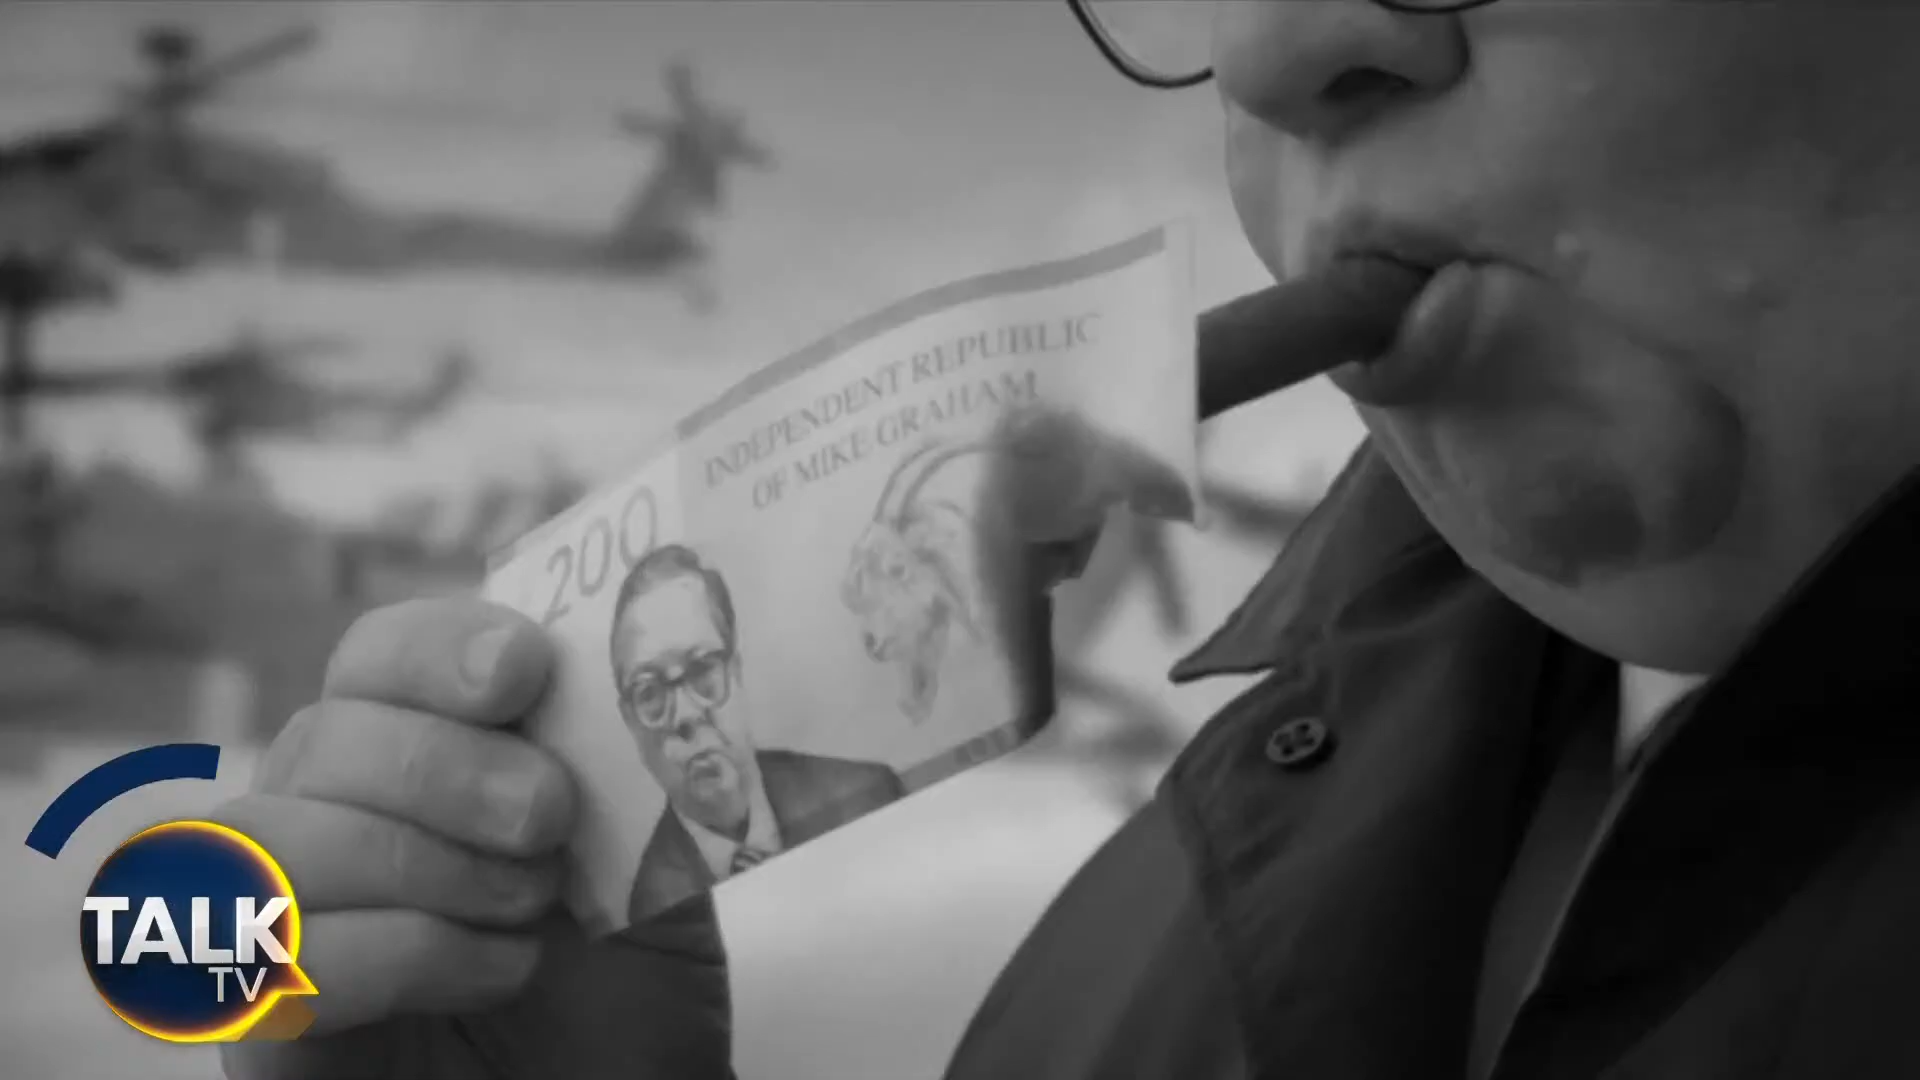 INDEPENDENT REPUBLIC
OF MIKE GRAHAM
200
TALK
TV